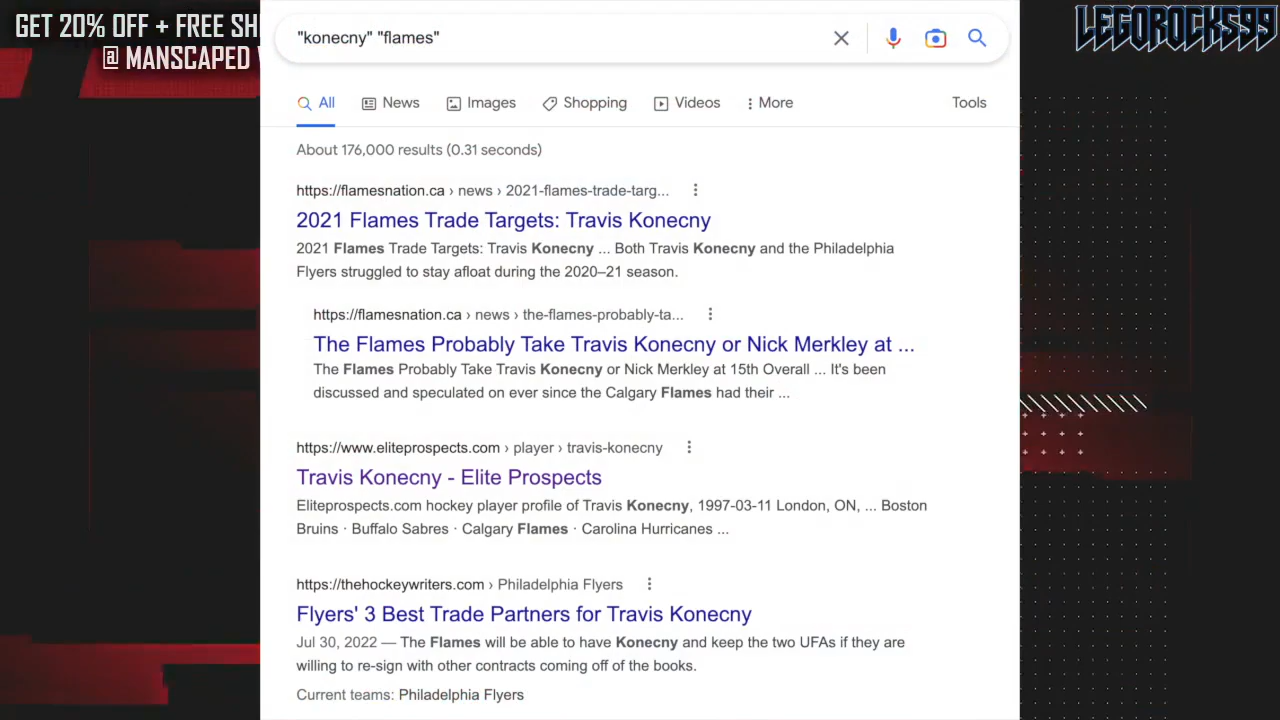 GET 20% OFF + FREE SH
@ MANSCAPED
LEGOROCKS99
"konecny" "flames"
All News Images Shopping Videos More Tools
About 176,000 results (0.31 seconds)
https://flamesnation.ca › news › 2021-flames-trade-targ...
2021 Flames Trade Targets: Travis Konecny
2021 Flames Trade Targets: Travis Konecny ... Both Travis Konecny and the Philadelphia
Flyers struggled to stay afloat during the 2020–21 season.
https://flamesnation.ca › news › the-flames-probably-ta...
The Flames Probably Take Travis Konecny or Nick Merkley at ...
The Flames Probably Take Travis Konecny or Nick Merkley at 15th Overall ... It's been
discussed and speculated on ever since the Calgary Flames had their ...
https://www.eliteprospects.com › player › travis-konecny
Travis Konecny - Elite Prospects
Eliteprospects.com hockey player profile of Travis Konecny, 1997-03-11 London, ON, ... Boston
Bruins · Buffalo Sabres · Calgary Flames · Carolina Hurricanes ...
https://thehockeywriters.com › Philadelphia Flyers
Flyers' 3 Best Trade Partners for Travis Konecny
Jul 30, 2022 — The Flames will be able to have Konecny and keep the two UFAs if they are
willing to re-sign with other contracts coming off of the books.
Current teams: Philadelphia Flyers